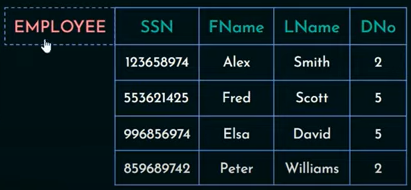 EMPLOYEE SSN FName LName DNo
123658974 Alex Smith 2
553621425 Fred Scott 5
996856974 Elsa David 5
859689742 Peter Williams 2